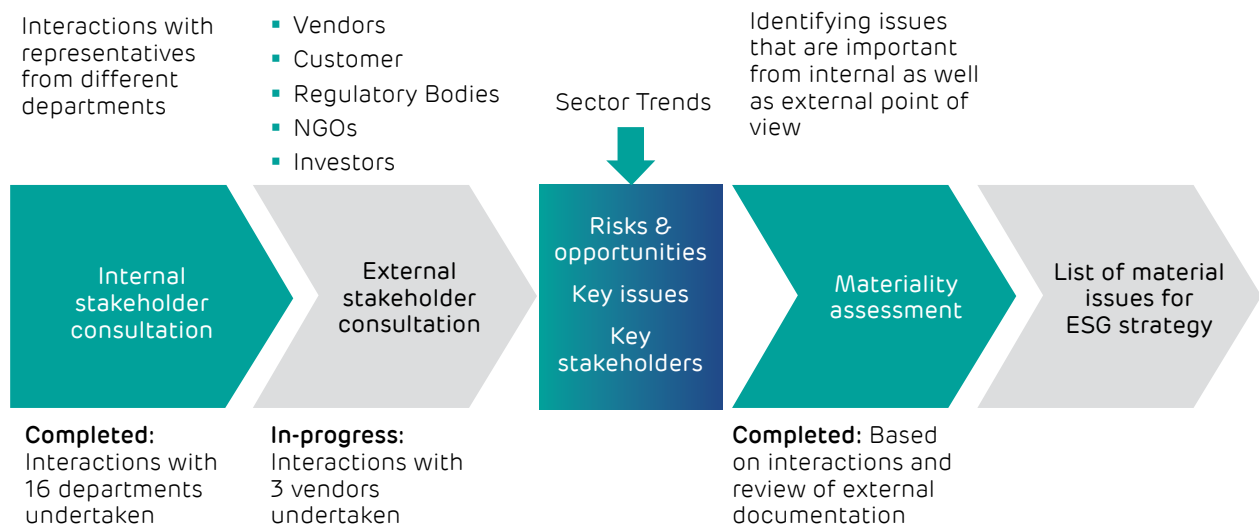 Interactions with
representatives
from different
departments
▪ Vendors
▪ Customer
▪ Regulatory Bodies
▪ NGOs
▪ Investors
Sector Trends
Identifying issues
that are important
from internal as well
as external point of
view
Internal
stakeholder
consultation
External
stakeholder
consultation
Risks &
opportunities
Key issues
Key
stakeholders
Materiality
assessment
List of material
issues for
ESG strategy
Completed:
Interactions with
16 departments
undertaken
In-progress:
Interactions with
3 vendors
undertaken
Completed: Based
on interactions and
review of external
documentation